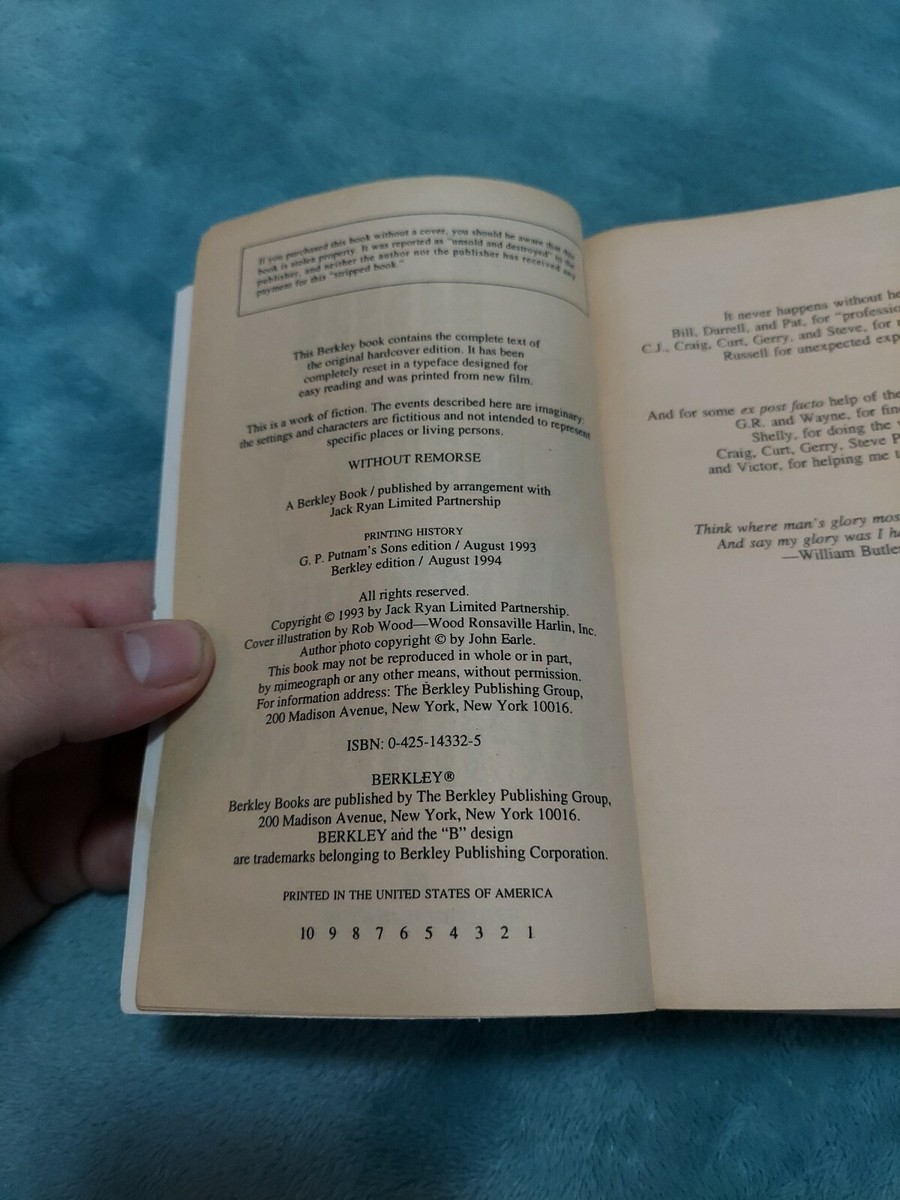 If you purchased this book without a cover, you should be aware that this
book is stolen property. It was reported as "unsold and destroyed" to the
publisher, and neither the author nor the publisher has received any
payment for this "stripped book."
This Berkley book contains the complete text of
the original hardcover edition. It has been
completely reset in a typeface designed for
easy reading and was printed from new film.
This is a work of fiction. The events described here are imaginary:
the settings and characters are fictitious and not intended to represent
specific places or living persons.
WITHOUT REMORSE
A Berkley Book / published by arrangement with
Jack Ryan Limited Partnership
PRINTING HISTORY
G. P. Putnam's Sons edition / August 1993
Berkley edition / August 1994
All rights reserved.
Copyright © 1993 by Jack Ryan Limited Partnership.
Cover illustration by Rob Wood—Wood Ronsaville Harlin, Inc.
Author photo copyright © by John Earle.
This book may not be reproduced in whole or in part,
by mimeograph or any other means, without permission.
For information address: The Berkley Publishing Group,
200 Madison Avenue, New York, New York 10016.
ISBN: 0-425-14332-5
BERKLEY®
Berkley Books are published by The Berkley Publishing Group,
200 Madison Avenue, New York, New York 10016.
BERKLEY and the "B" design
are trademarks belonging to Berkley Publishing Corporation.
PRINTED IN THE UNITED STATES OF AMERICA
10 9 8 7 6 5 4 3 2 1
It never happens without he
Bill, Darrell, and Pat, for "professio
C.J., Craig, Curt, Gerry, and Steve, for
Russell for unexpected exp
And for some ex post facto help of the
G.R. and Wayne, for fin
Shelly, for doing the
Craig, Curt, Gerry, Steve P
and Victor, for helping me t
Think where man's glory mos
And say my glory was I ha
—William Butle